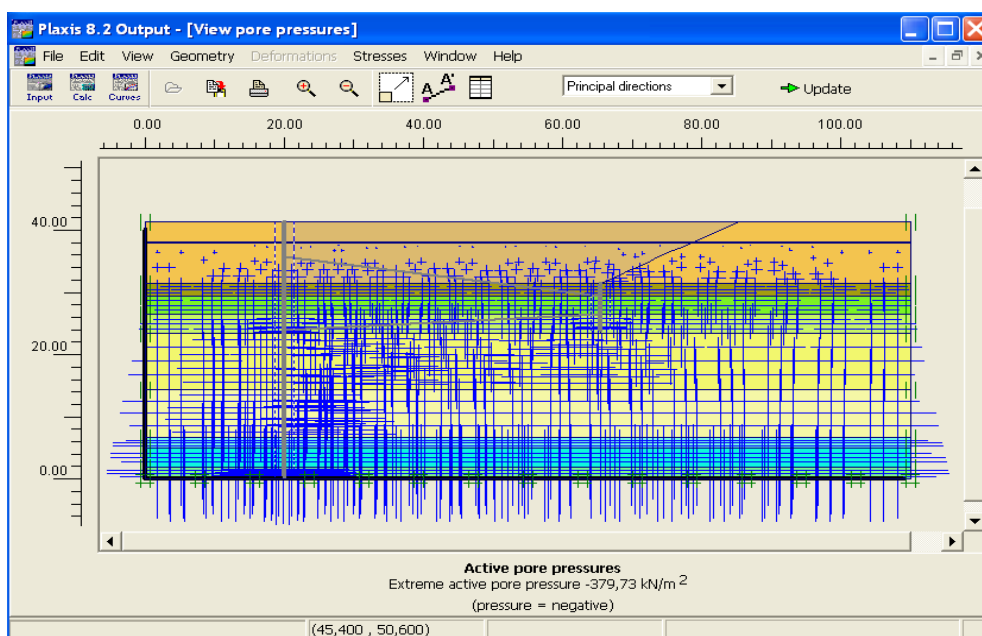 Plaxis 8.2 Output - [View pore pressures]
File Edit View Geometry Deformations Stresses Window Help
Input Calc Curves A A* Principal directions Update
0.00 20.00 40.00 60.00 80.00 100.00
40.00
20.00
0.00
Active pore pressures
Extreme active pore pressure -379,73 kN/m 2
(pressure = negative)
(45,400 , 50,600)